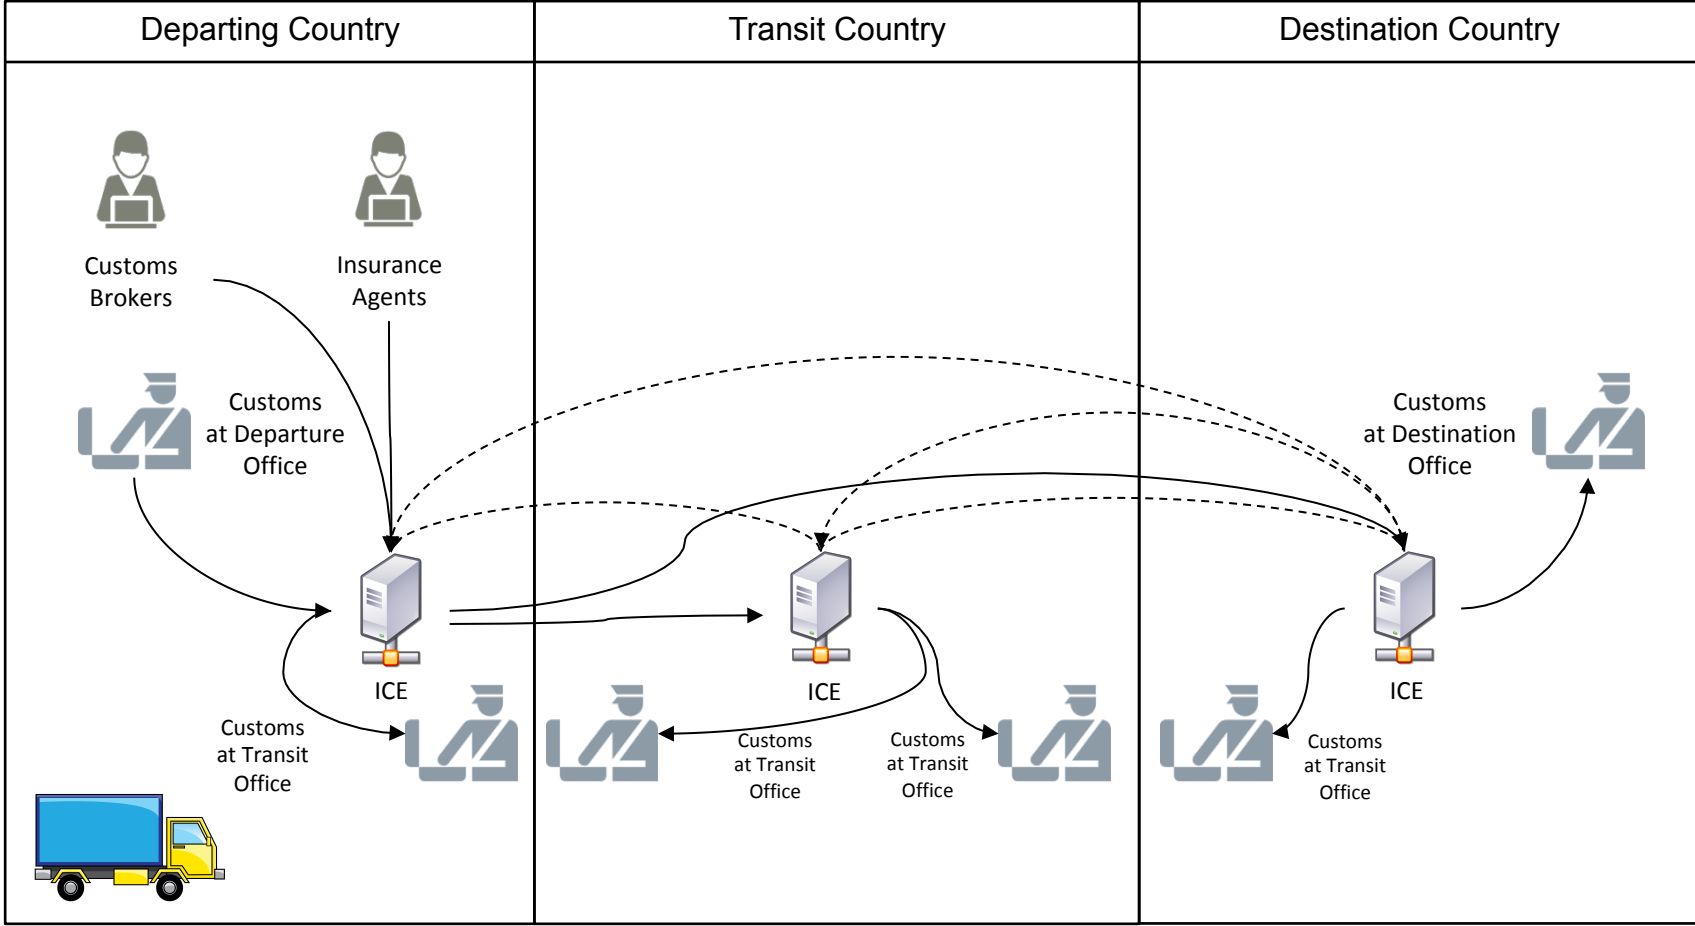 Departing Country
Transit Country
Destination Country
Customs
Brokers
Insurance
Agents
Customs
at Departure
Office
Customs
at Destination
Office
ICE
ICE
ICE
Customs
at Transit
Office
Customs
at Transit
Office
Customs
at Transit
Office
Customs
at Transit
Office